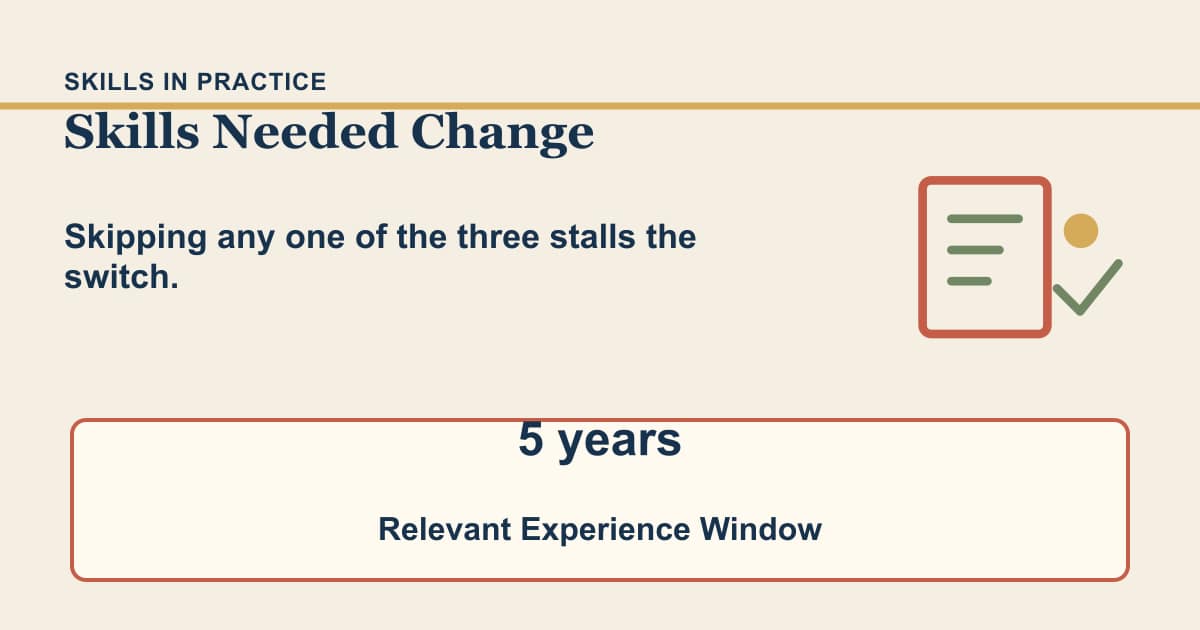 SKILLS IN PRACTICE
Skills Needed Change
Skipping any one of the three stalls the
switch.
5 years
Relevant Experience Window